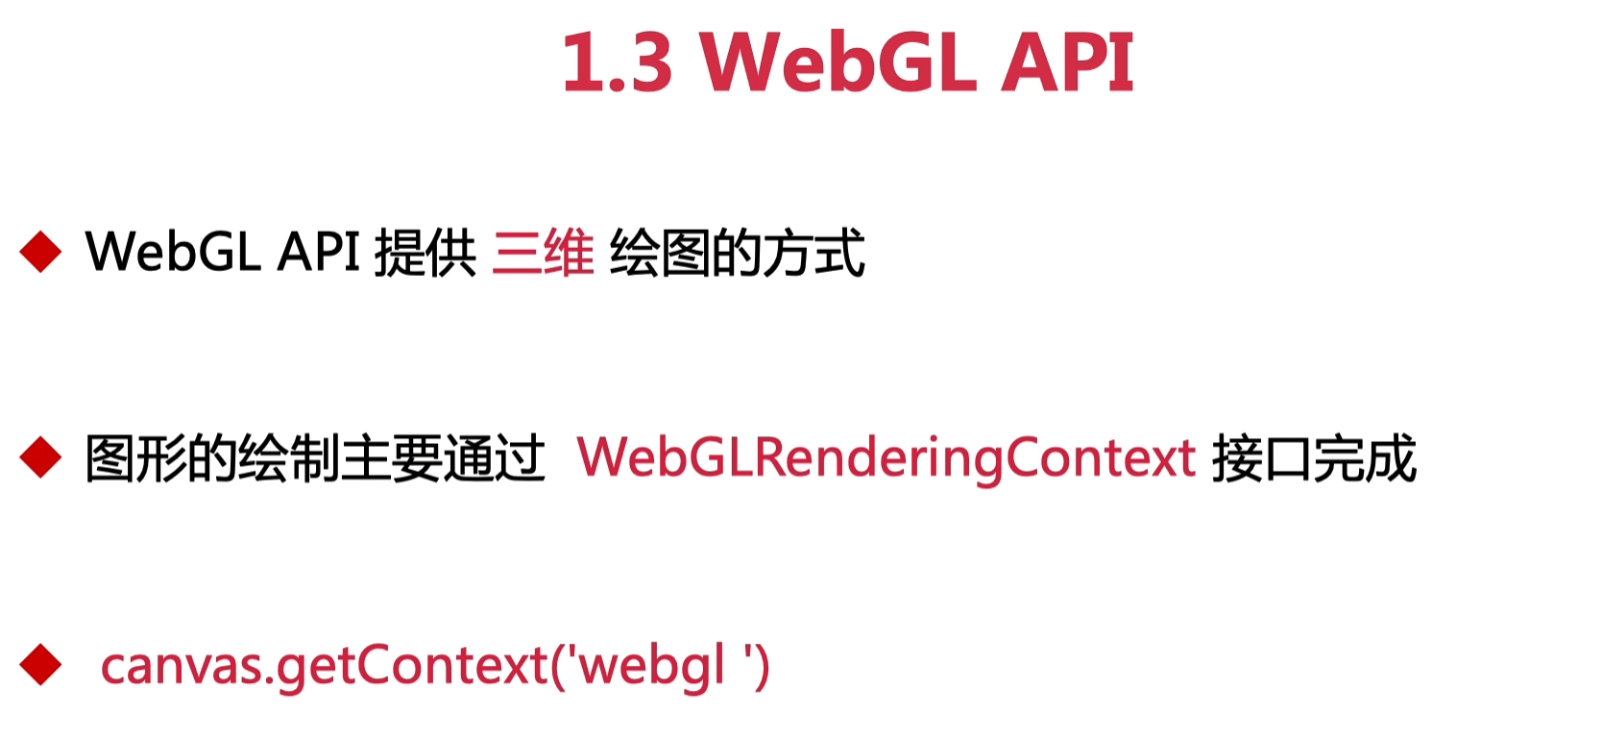 1.3 WebGL API
WebGL API 提供 三维 绘图的方式
图形的绘制主要通过 WebGLRenderingContext 接口完成
canvas.getContext('webgl ')